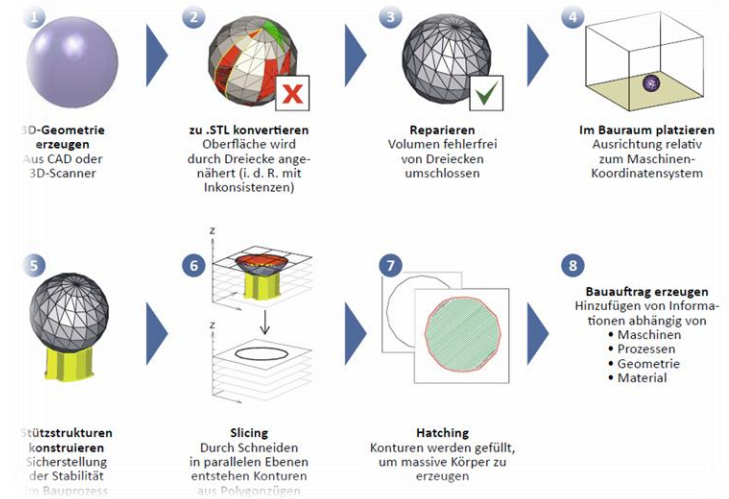 1
3D-Geometrie
erzeugen
Aus CAD oder
3D-Scanner
2
zu .STL konvertieren
Oberfläche wird
durch Dreiecke ange-
nähert (i. d. R. mit
Inkonsistenzen)
3
Reparieren
Volumen fehlerfrei
von Dreiecken
umschlossen
4
Im Bauraum platzieren
Ausrichtung relativ
zum Maschinen-
Koordinatensystem
5
Stützstrukturen
konstruieren
Sicherstellung
der Stabilität
im Bauprozess
6
Z
Z
Slicing
Durch Schneiden
in parallelen Ebenen
entstehen Konturen
aus Polygonzügen
7
Hatching
Konturen werden gefüllt,
um massive Körper zu
erzeugen
8
Bauauftrag erzeugen
Hinzufügen von Informa-
tionen abhängig von
• Maschinen
• Prozessen
• Geometrie
• Material